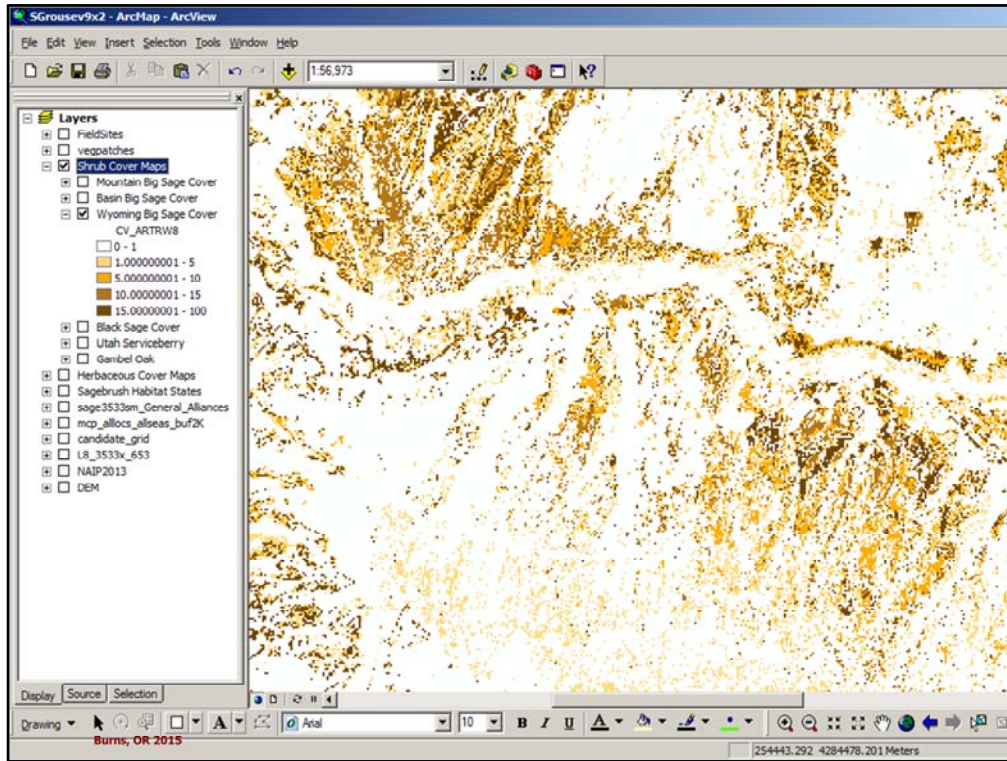 SGrousev9x2 - ArcMap - ArcView
File Edit View Insert Selection Tools Window Help
1:56,973
Layers
FieldSites
vegpatches
Shrub Cover Maps
Mountain Big Sage Cover
Basin Big Sage Cover
Wyoming Big Sage Cover
CV_ARTRW8
0 - 1
1.000000001 - 5
5.000000001 - 10
10.00000001 - 15
15.00000001 - 100
Black Sage Cover
Utah Serviceberry
Gambel Oak
Herbaceous Cover Maps
Sagebrush Habitat States
sage3533sm_General_Alliances
mcp_alllocs_allseas_buf2K
candidate_grid
L8_3533x_653
NAIP2013
DEM
Display Source Selection
Drawing A Arial 10 B I U A
Burns, OR 2015
254443.292 4284478.201 Meters